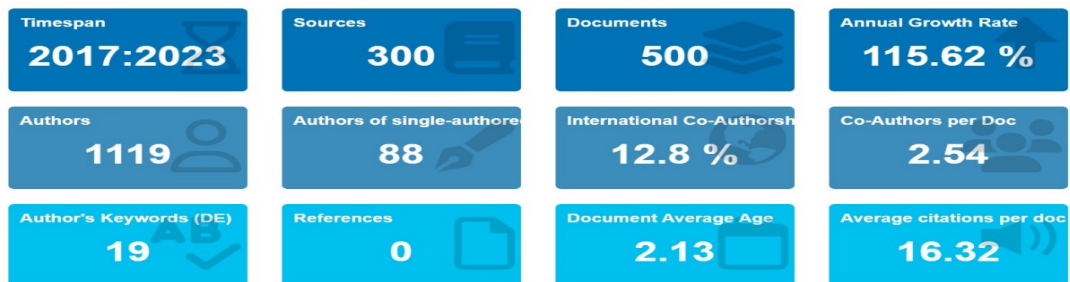 Timespan
2017:2023
Sources
300
Documents
500
Annual Growth Rate
115.62 %
Authors
1119
Authors of single-authore
88
International Co-Authorsh
12.8 %
Co-Authors per Doc
2.54
Author's Keywords (DE)
19
AB
References
0
Document Average Age
2.13
Average citations per doc
16.32